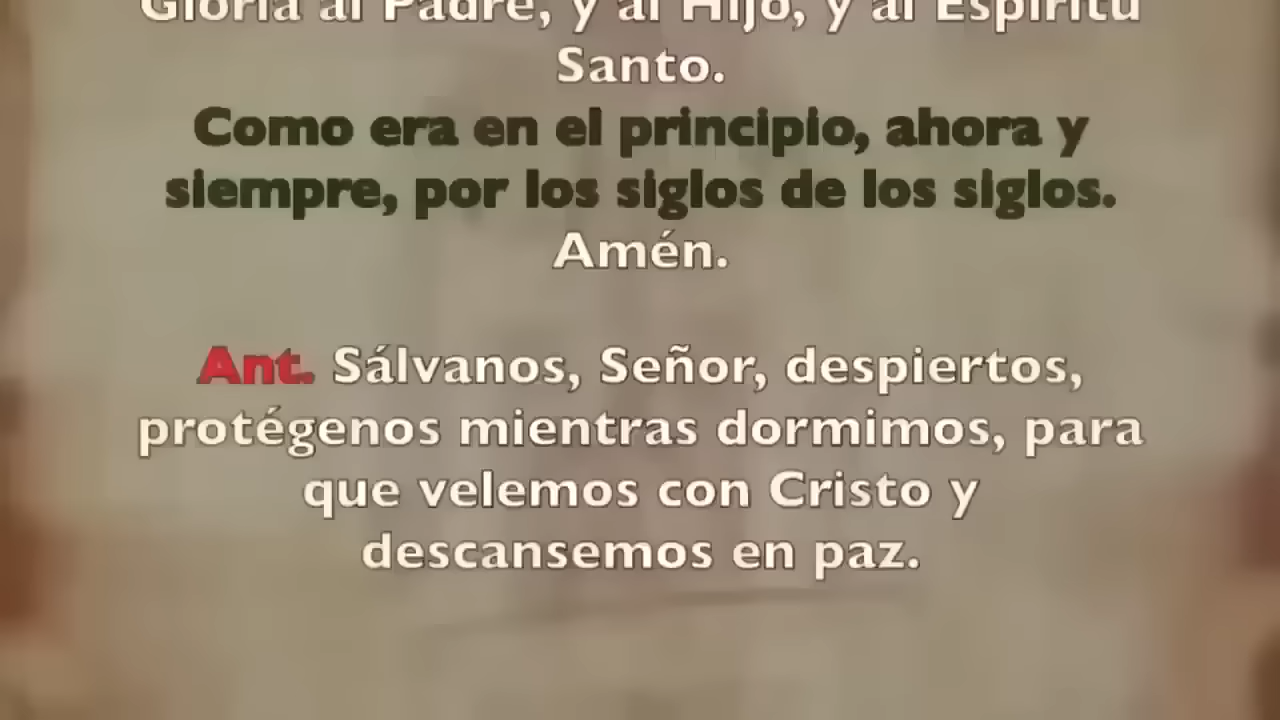 Gloria al Padre, y al Hijo, y al Espíritu
Santo.
Como era en el principio, ahora y
siempre, por los siglos de los siglos.
Amén.
Ant. Sálvanos, Señor, despiertos,
protégenos mientras dormimos, para
que velemos con Cristo y
descansemos en paz.